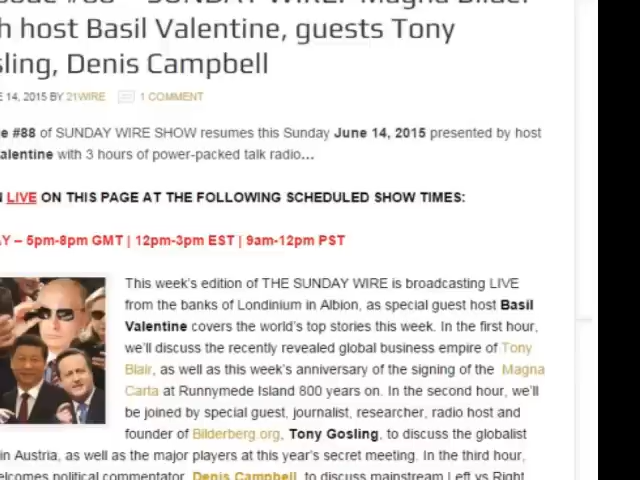 #88 – SUNDAY WIRE: 'Magna Bilder'
h host Basil Valentine, guests Tony
sling, Denis Campbell
E 14, 2015 BY 21WIRE 1 COMMENT
e #88 of SUNDAY WIRE SHOW resumes this Sunday June 14, 2015 presented by host
alentine with 3 hours of power-packed talk radio...
N LIVE ON THIS PAGE AT THE FOLLOWING SCHEDULED SHOW TIMES:
AY – 5pm-8pm GMT | 12pm-3pm EST | 9am-12pm PST
This week's edition of THE SUNDAY WIRE is broadcasting LIVE
from the banks of Londinium in Albion, as special guest host Basil
Valentine covers the world's top stories this week. In the first hour,
we'll discuss the recently revealed global business empire of Tony
Blair, as well as this week's anniversary of the signing of the Magna
Carta at Runnymede Island 800 years on. In the second hour, we'll
be joined by special guest, journalist, researcher, radio host and
founder of Bilderberg.org, Tony Gosling, to discuss the globalist
in Austria, as well as the major players at this year's secret meeting. In the third hour,
elcomes political commentator, Denis Campbell, to discuss mainstream Left vs Right